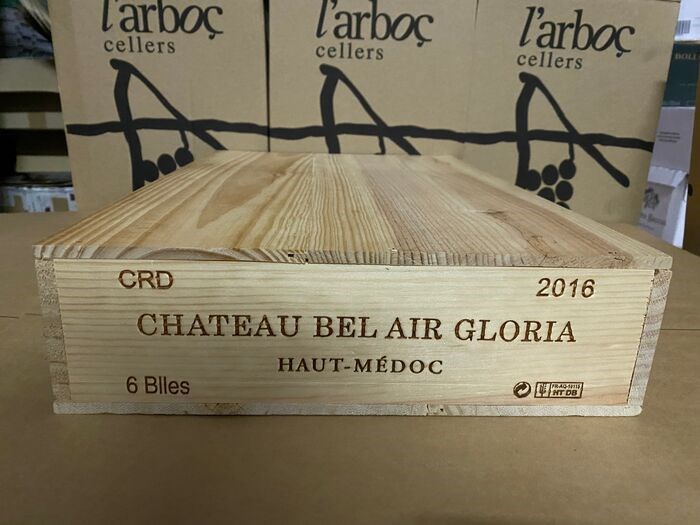 l'arboç
cellers
l'arboç
cellers
l'arboç
cellers
CRD
2016
CHATEAU BEL AIR GLORIA
HAUT-MÉDOC
6 Blles
HT DB